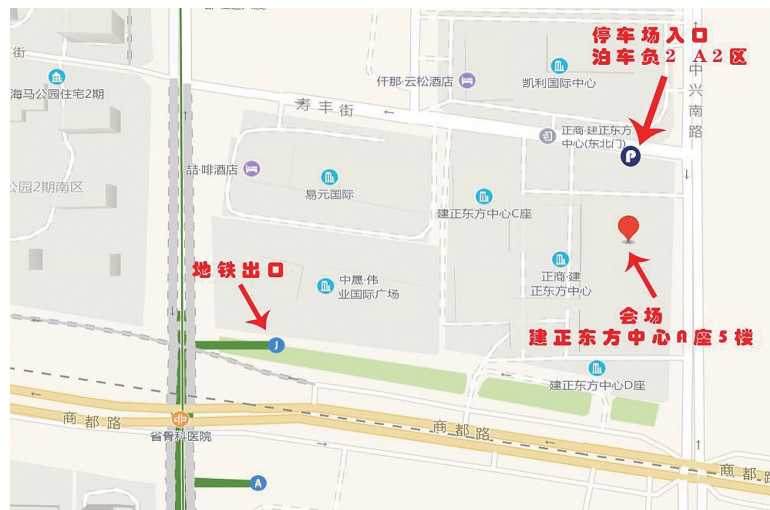 停车场入口
泊车负2 A2区
中兴南路
街
海马公园住宅2期
仟那·云松酒店
凯利国际中心
寿丰街
正商·建正东方
中心(东北门)
P
喆·啡酒店
公园2期南区
易元国际
建正东方中心C座
地铁出口
中晟·伟
业国际广场
正商·建
正东方中心
会场
建正东方中心A座5楼
J
建正东方中心D座
商都路
省骨科医院
商都路
商都路
A